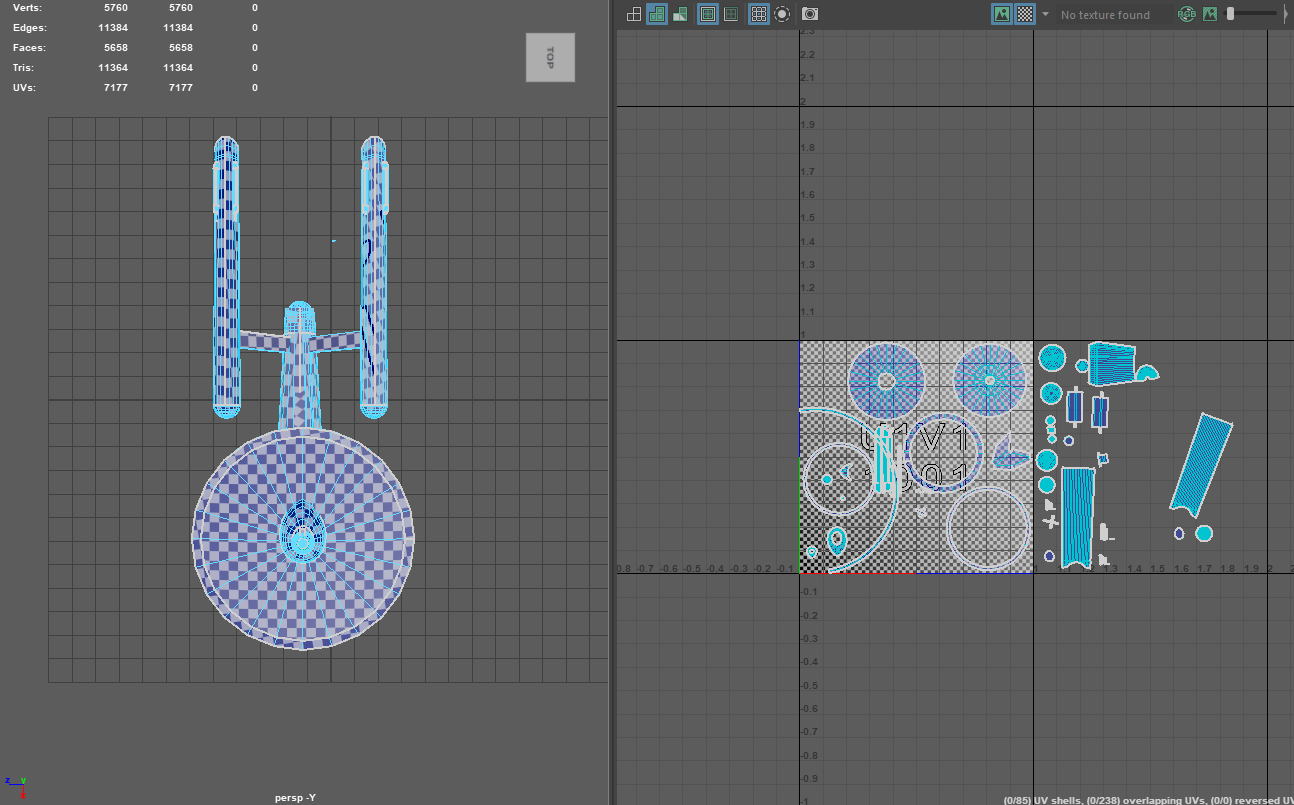 Verts: 5760 5760 0
Edges: 11384 11384 0
Faces: 5658 5658 0
Tris: 11364 11364 0
UVs: 7177 7177 0
TOP
persp -Y
z y
No texture found
RGB
2.3
2.2
2.1
2
1.9
1.8
1.7
1.6
1.5
1.4
1.3
1.2
1.1
1
U1V1
1001
0.8 -0.7 -0.6 -0.5 -0.4 -0.3 -0.2 -0.1
1.3 1.4 1.5 1.6 1.7 1.8 1.9 2
-0.1
-0.2
-0.3
-0.4
-0.5
-0.6
-0.7
-0.8
-0.9
-1
(0/85) UV shells, (0/238) overlapping UVs, (0/0) reversed UV